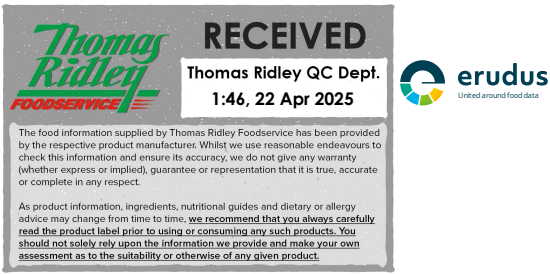 Thomas
Ridley
FOODSERVICE
RECEIVED
Thomas Ridley QC Dept.
1:46, 22 Apr 2025
erudus
United around food data
The food information supplied by Thomas Ridley Foodservice has been provided
by the respective product manufacturer. Whilst we use reasonable endeavours to
check this information and ensure its accuracy, we do not give any warranty
(whether express or implied), guarantee or representation that it is true, accurate
or complete in any respect.
As product information, ingredients, nutritional guides and dietary or allergy
advice may change from time to time, we recommend that you always carefully
read the product label prior to using or consuming any such products. You
should not solely rely upon the information we provide and make your own
assessment as to the suitability or otherwise of any given product.